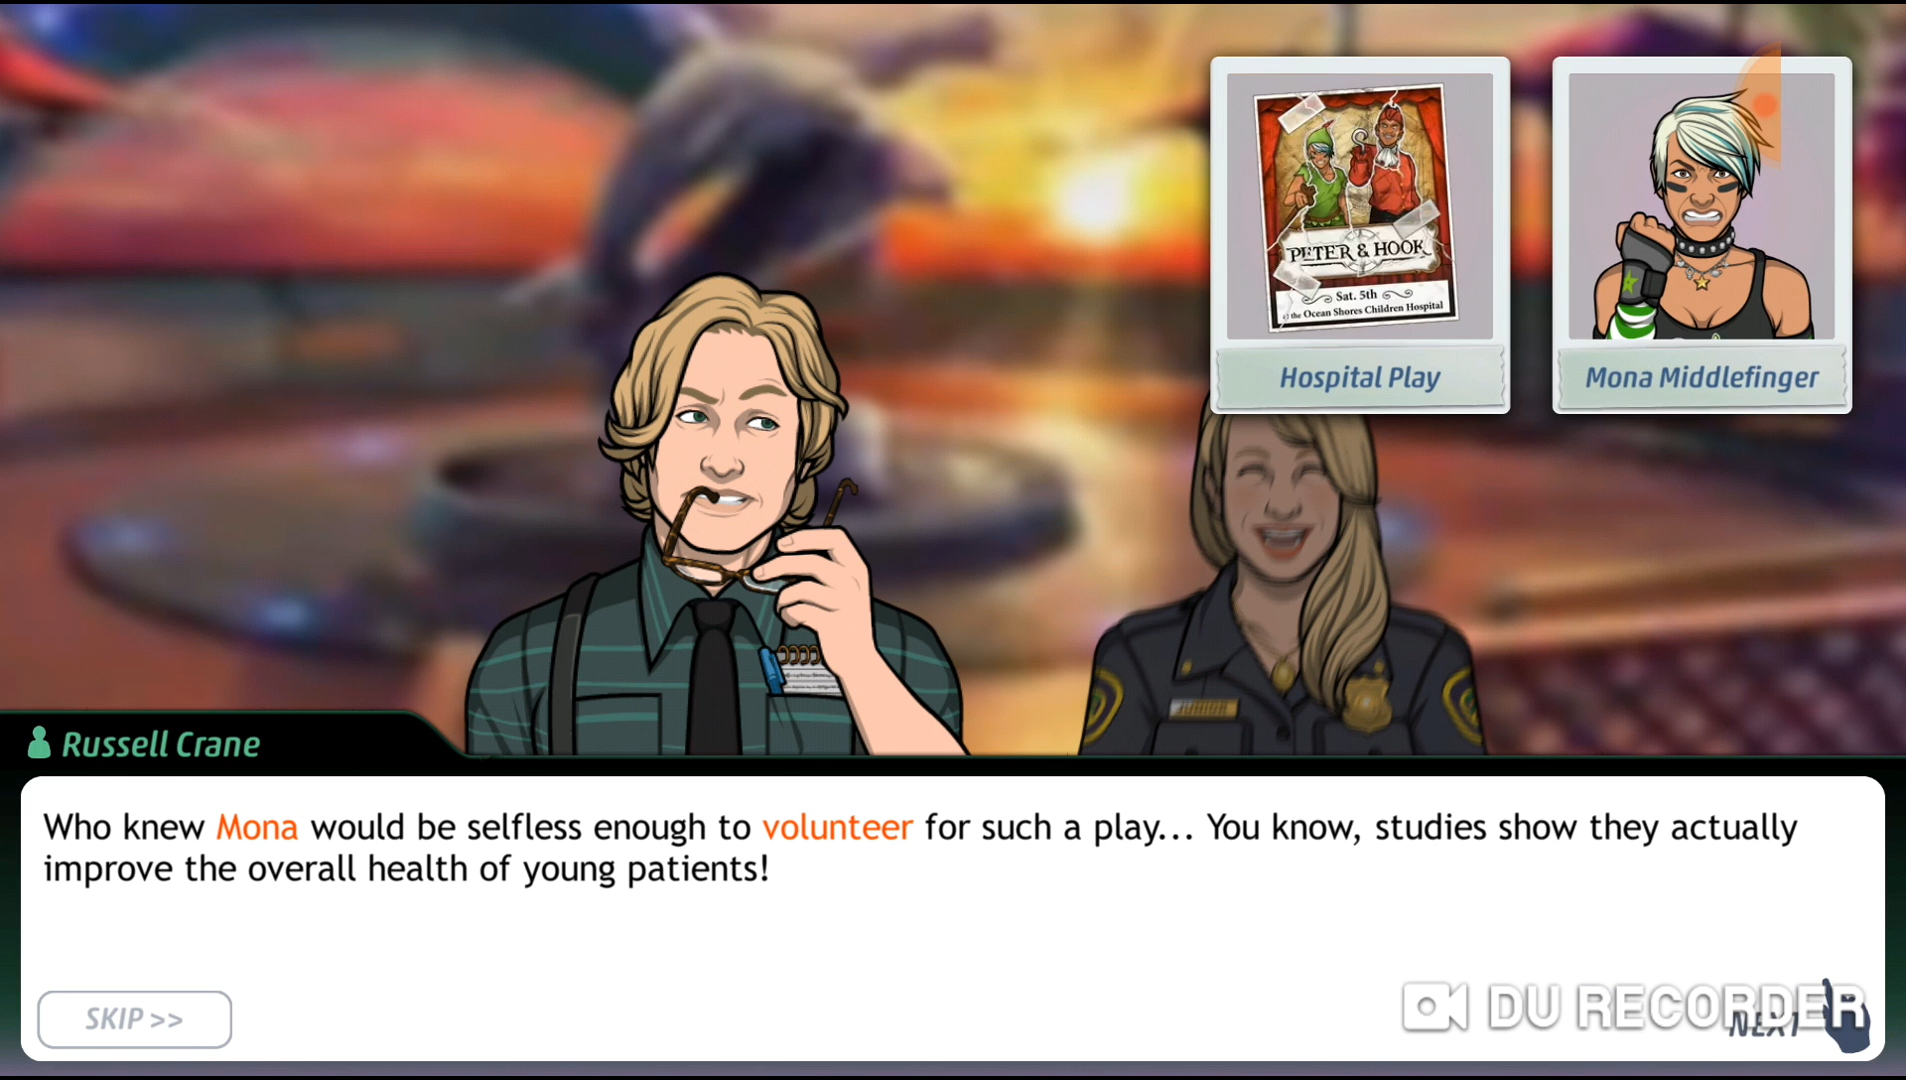 PETER & HOOK
Sat. 5th
@ the Ocean Shores Children Hospital
Hospital Play
Mona Middlefinger
Russell Crane
Who knew Mona would be selfless enough to volunteer for such a play... You know, studies show they actually
improve the overall health of young patients!
SKIP >>
DU RECORDER
NEXT